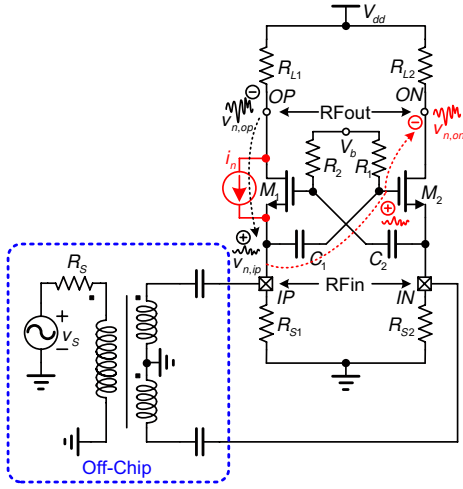 V_dd
R_L1 R_L2
OP ON
RFout
v_n,op v_n,on
V_b
R_2 R_1
i_n
M_1 M_2
v_n,ip
C_1 C_2
R_S
IP RFin IN
v_S
R_S1 R_S2
Off-Chip